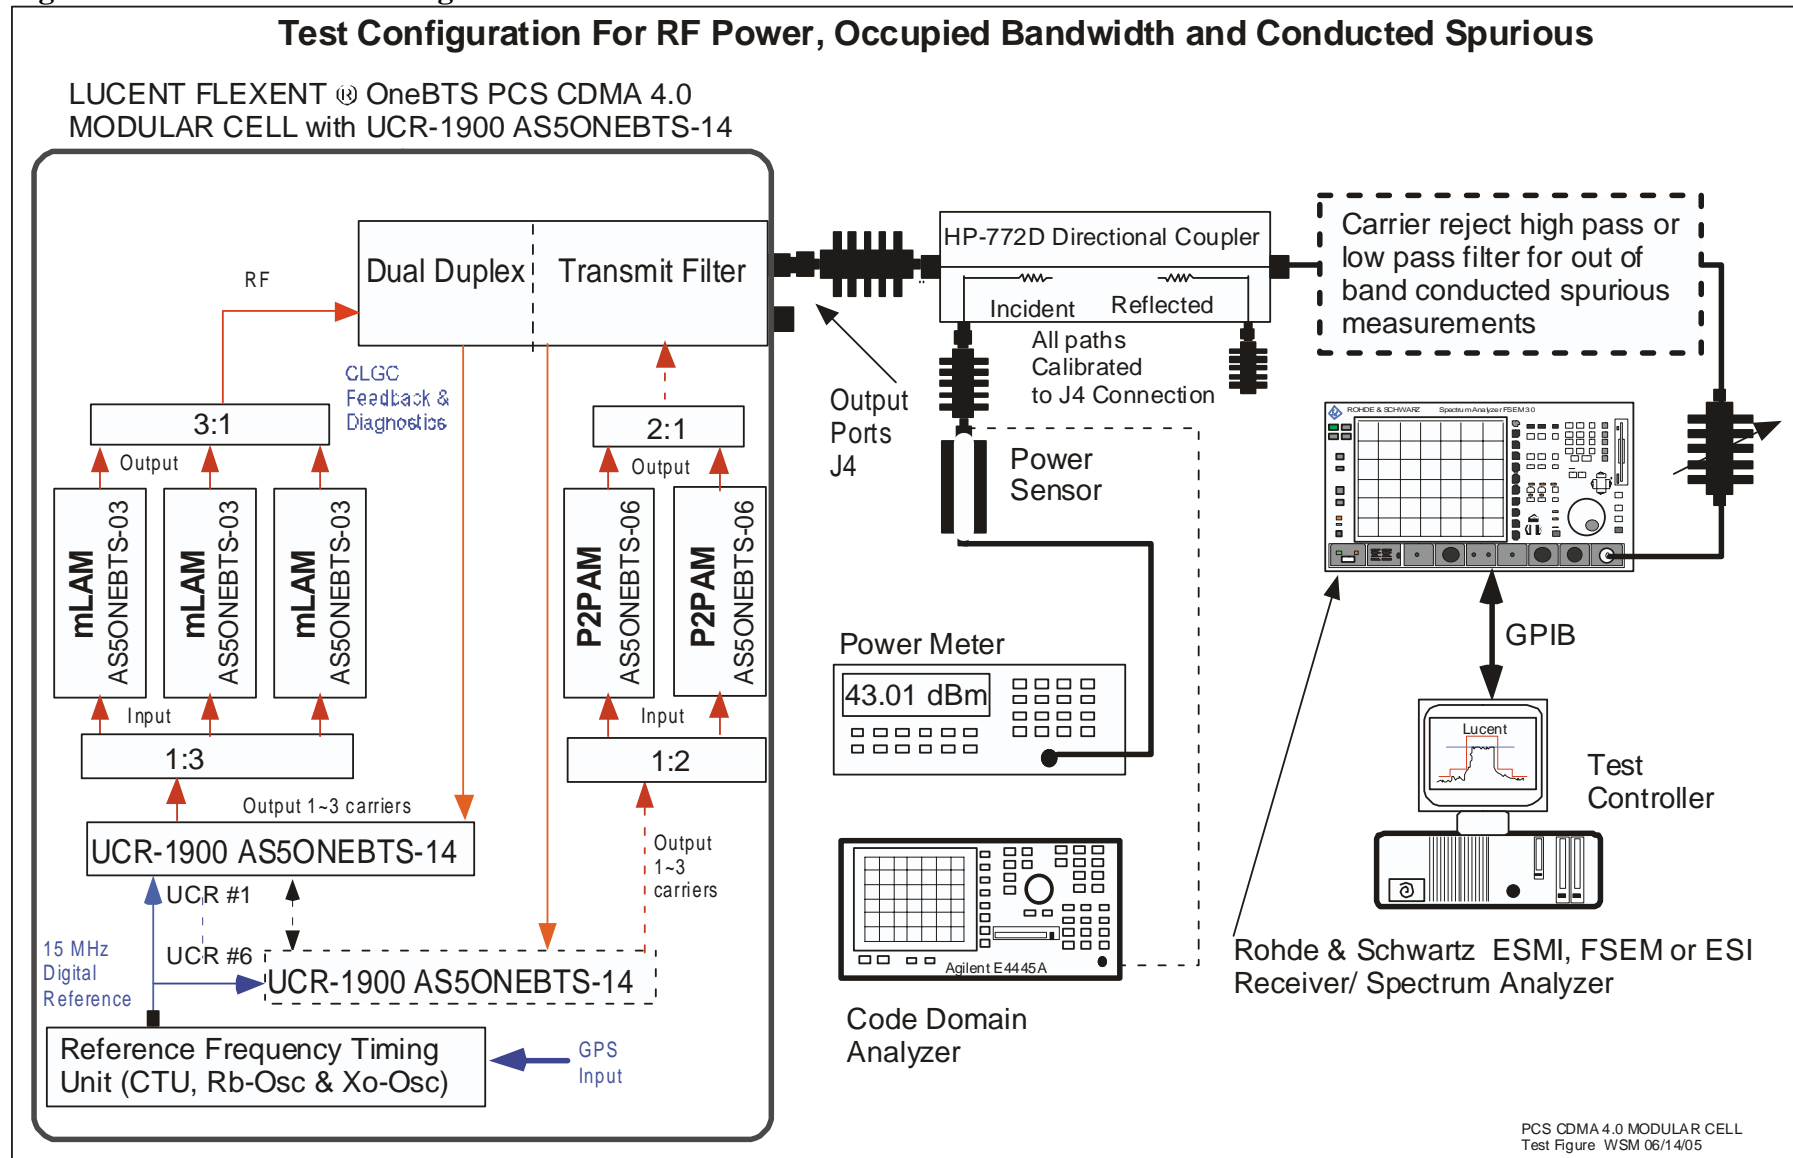 Test Configuration For RF Power, Occupied Bandwidth and Conducted Spurious
LUCENT FLEXENT ® OneBTS PCS CDMA 4.0
MODULAR CELL with UCR-1900 AS5ONEBTS-14
Dual Duplex
Transmit Filter
RF
CLGC
Feedback &
Diagnostics
3:1
2:1
Output
Output
mLAM
AS5ONEBTS-03
mLAM
AS5ONEBTS-03
mLAM
AS5ONEBTS-03
P2PAM
AS5ONEBTS-06
P2PAM
AS5ONEBTS-06
Input
Input
1:3
1:2
Output 1~3 carriers
UCR-1900 AS5ONEBTS-14
Output
1~3
carriers
UCR #1
UCR #6
15 MHz
Digital
Reference
UCR-1900 AS5ONEBTS-14
Reference Frequency Timing
Unit (CTU, Rb-Osc & Xo-Osc)
GPS
Input
Output
Ports
J4
HP-772D Directional Coupler
Incident
Reflected
All paths
Calibrated
to J4 Connection
Power
Sensor
Power Meter
43.01 dBm
Agilent E4445A
Code Domain
Analyzer
Carrier reject high pass or
low pass filter for out of
band conducted spurious
measurements
ROHDE & SCHWARZ Spectrum Analyzer FSEM 30
GPIB
Lucent
Test
Controller
Rohde & Schwartz ESMI, FSEM or ESI
Receiver/ Spectrum Analyzer
PCS CDMA 4.0 MODULAR CELL
Test Figure WSM 06/14/05